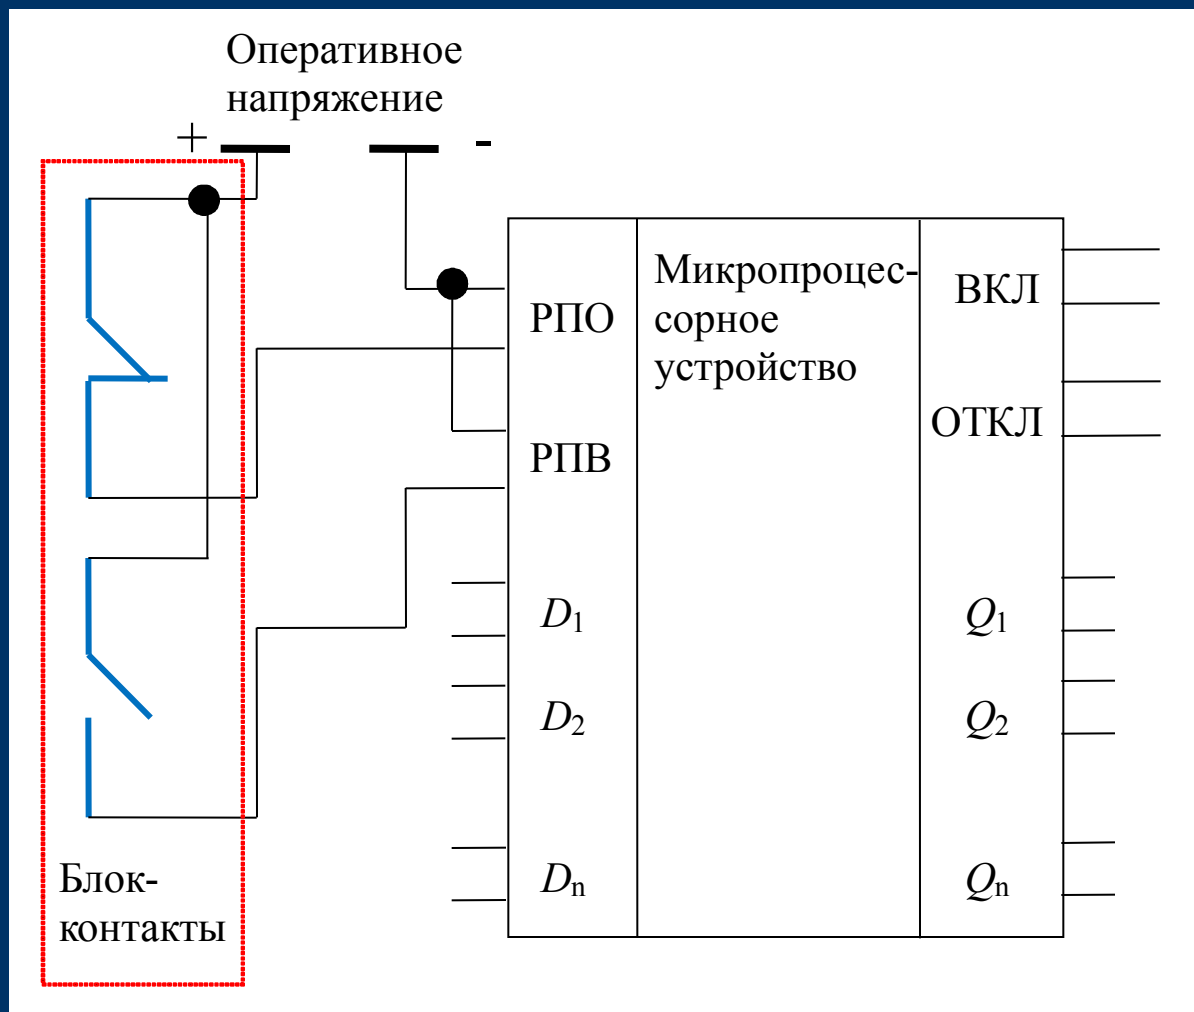 Оперативное
напряжение
+
-
Микропроцес-
сорное
устройство
РПО
РПВ
D1
D2
Dn
ВКЛ
ОТКЛ
Q1
Q2
Qn
Блок-
контакты